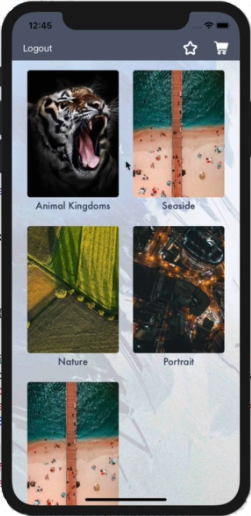 12:45
Logout
Animal Kingdoms
Seaside
Nature
Portrait